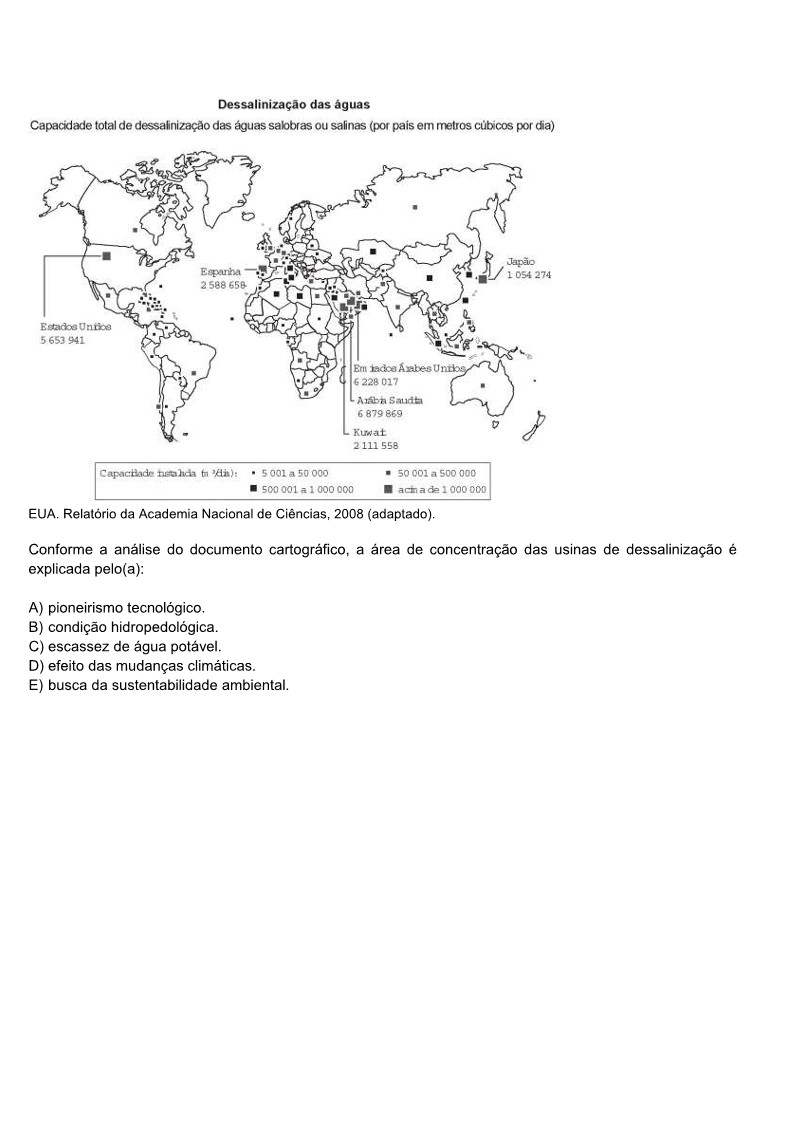 Dessalinização das águas
Capacidade total de dessalinização das águas salobras ou salinas (por país em metros cúbicos por dia)
Japão
1 054 274
Espanha
2 588 658
Estados Unidos
5 653 941
Emirados Árabes Unidos
6 228 017
Arábia Saudita
6 879 869
Kuwait
2 111 558
Capacidade instalada (m³/dia):
5 001 a 50 000
50 001 a 500 000
500 001 a 1 000 000
acima de 1 000 000
EUA. Relatório da Academia Nacional de Ciências, 2008 (adaptado).
Conforme a análise do documento cartográfico, a área de concentração das usinas de dessalinização é
explicada pelo(a):
A) pioneirismo tecnológico.
B) condição hidropedológica.
C) escassez de água potável.
D) efeito das mudanças climáticas.
E) busca da sustentabilidade ambiental.